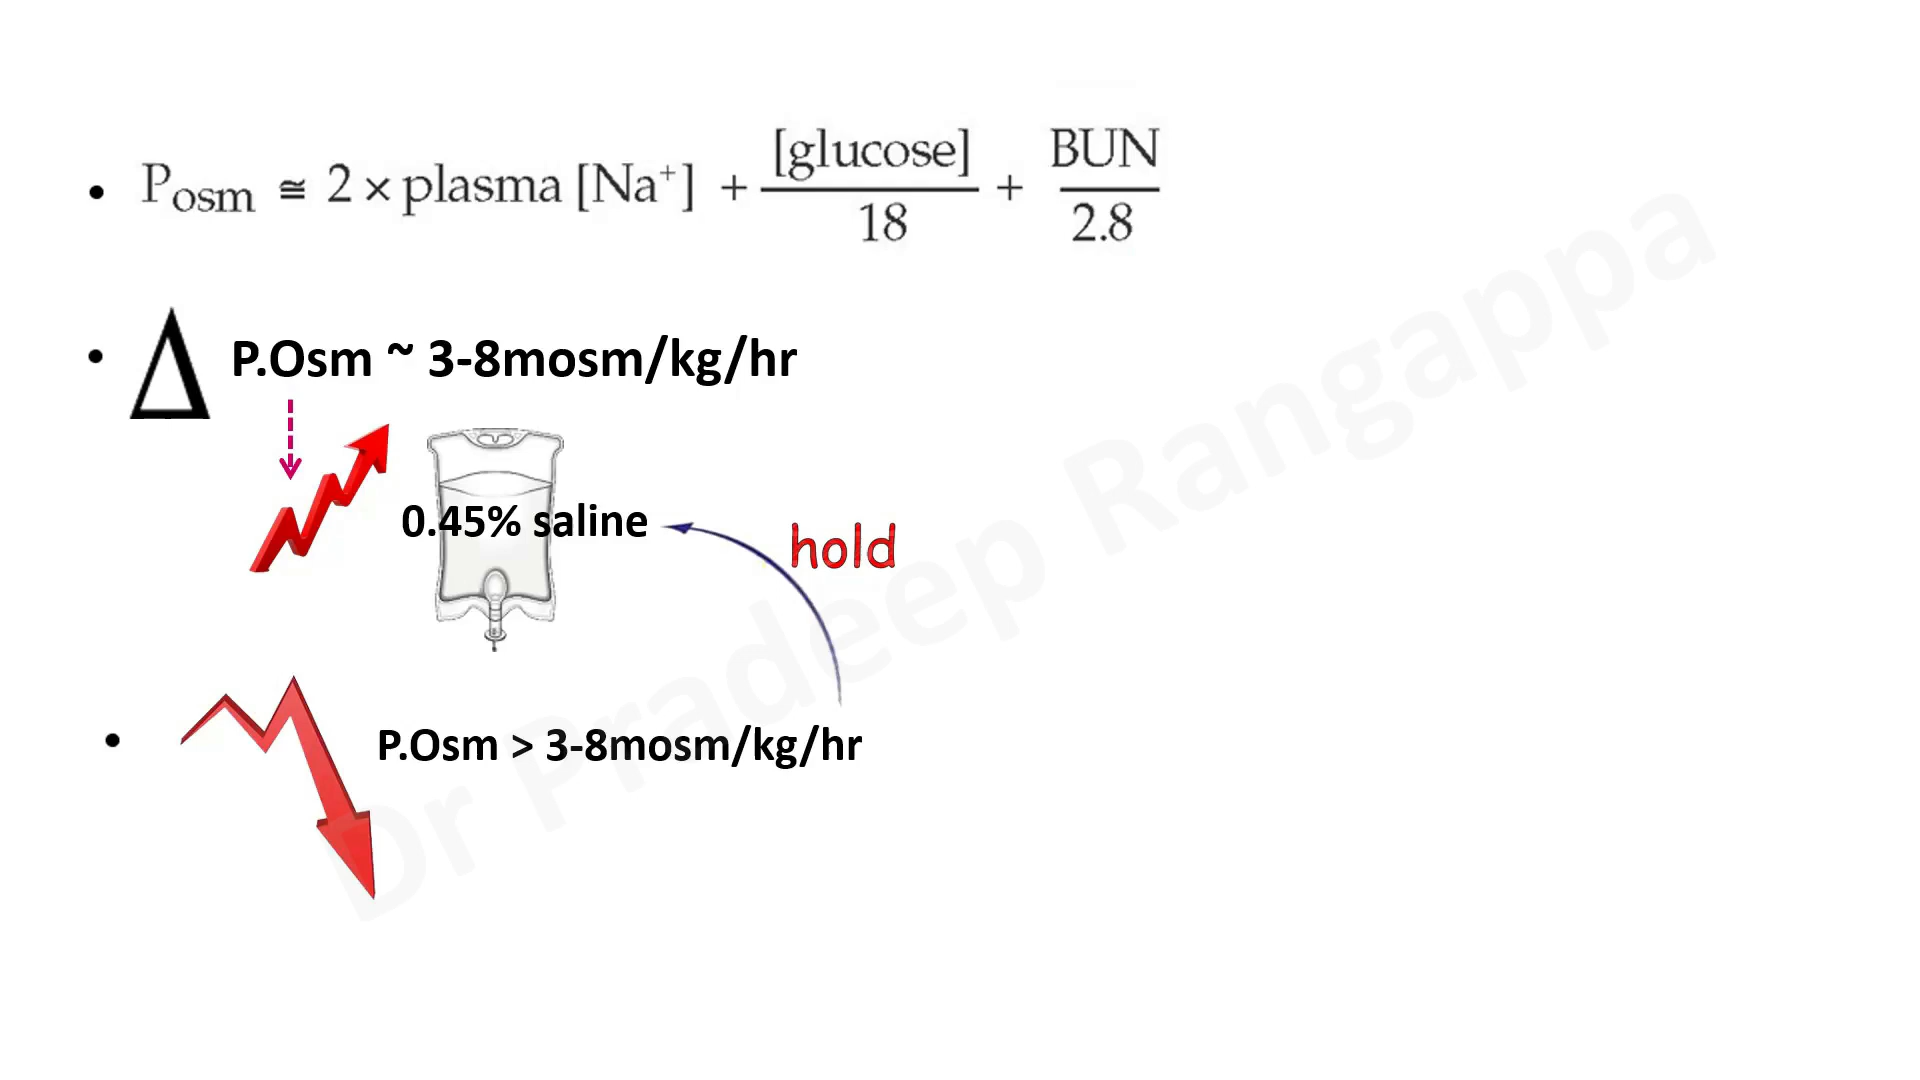 • P_osm ≅ 2 × plasma [Na⁺] + [glucose]/18 + BUN/2.8
• Δ P.Osm ~ 3-8mosm/kg/hr
0.45% saline
hold
• P.Osm > 3-8mosm/kg/hr
Dr Pradeep Rangappa